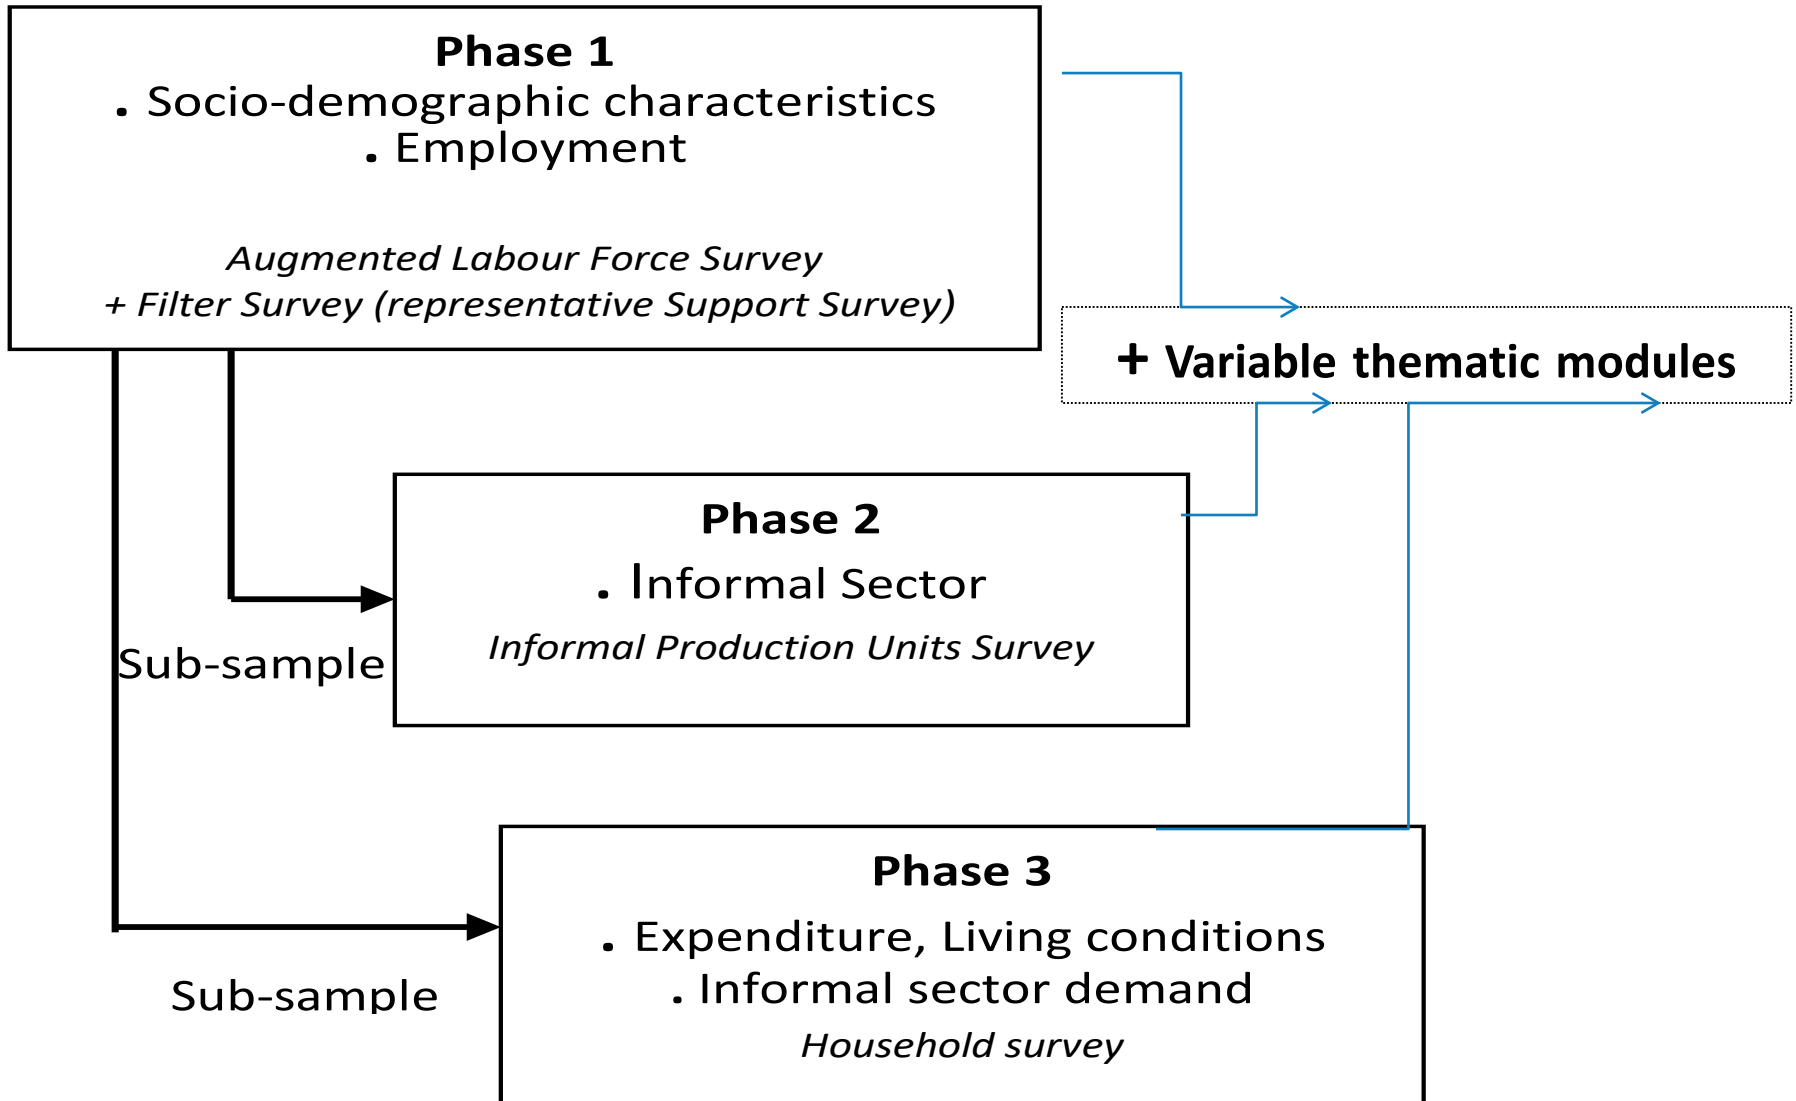 Phase 1
. Socio-demographic characteristics
. Employment
Augmented Labour Force Survey
+ Filter Survey (representative Support Survey)
+ Variable thematic modules
Phase 2
. Informal Sector
Informal Production Units Survey
Sub-sample
Phase 3
. Expenditure, Living conditions
. Informal sector demand
Household survey
Sub-sample